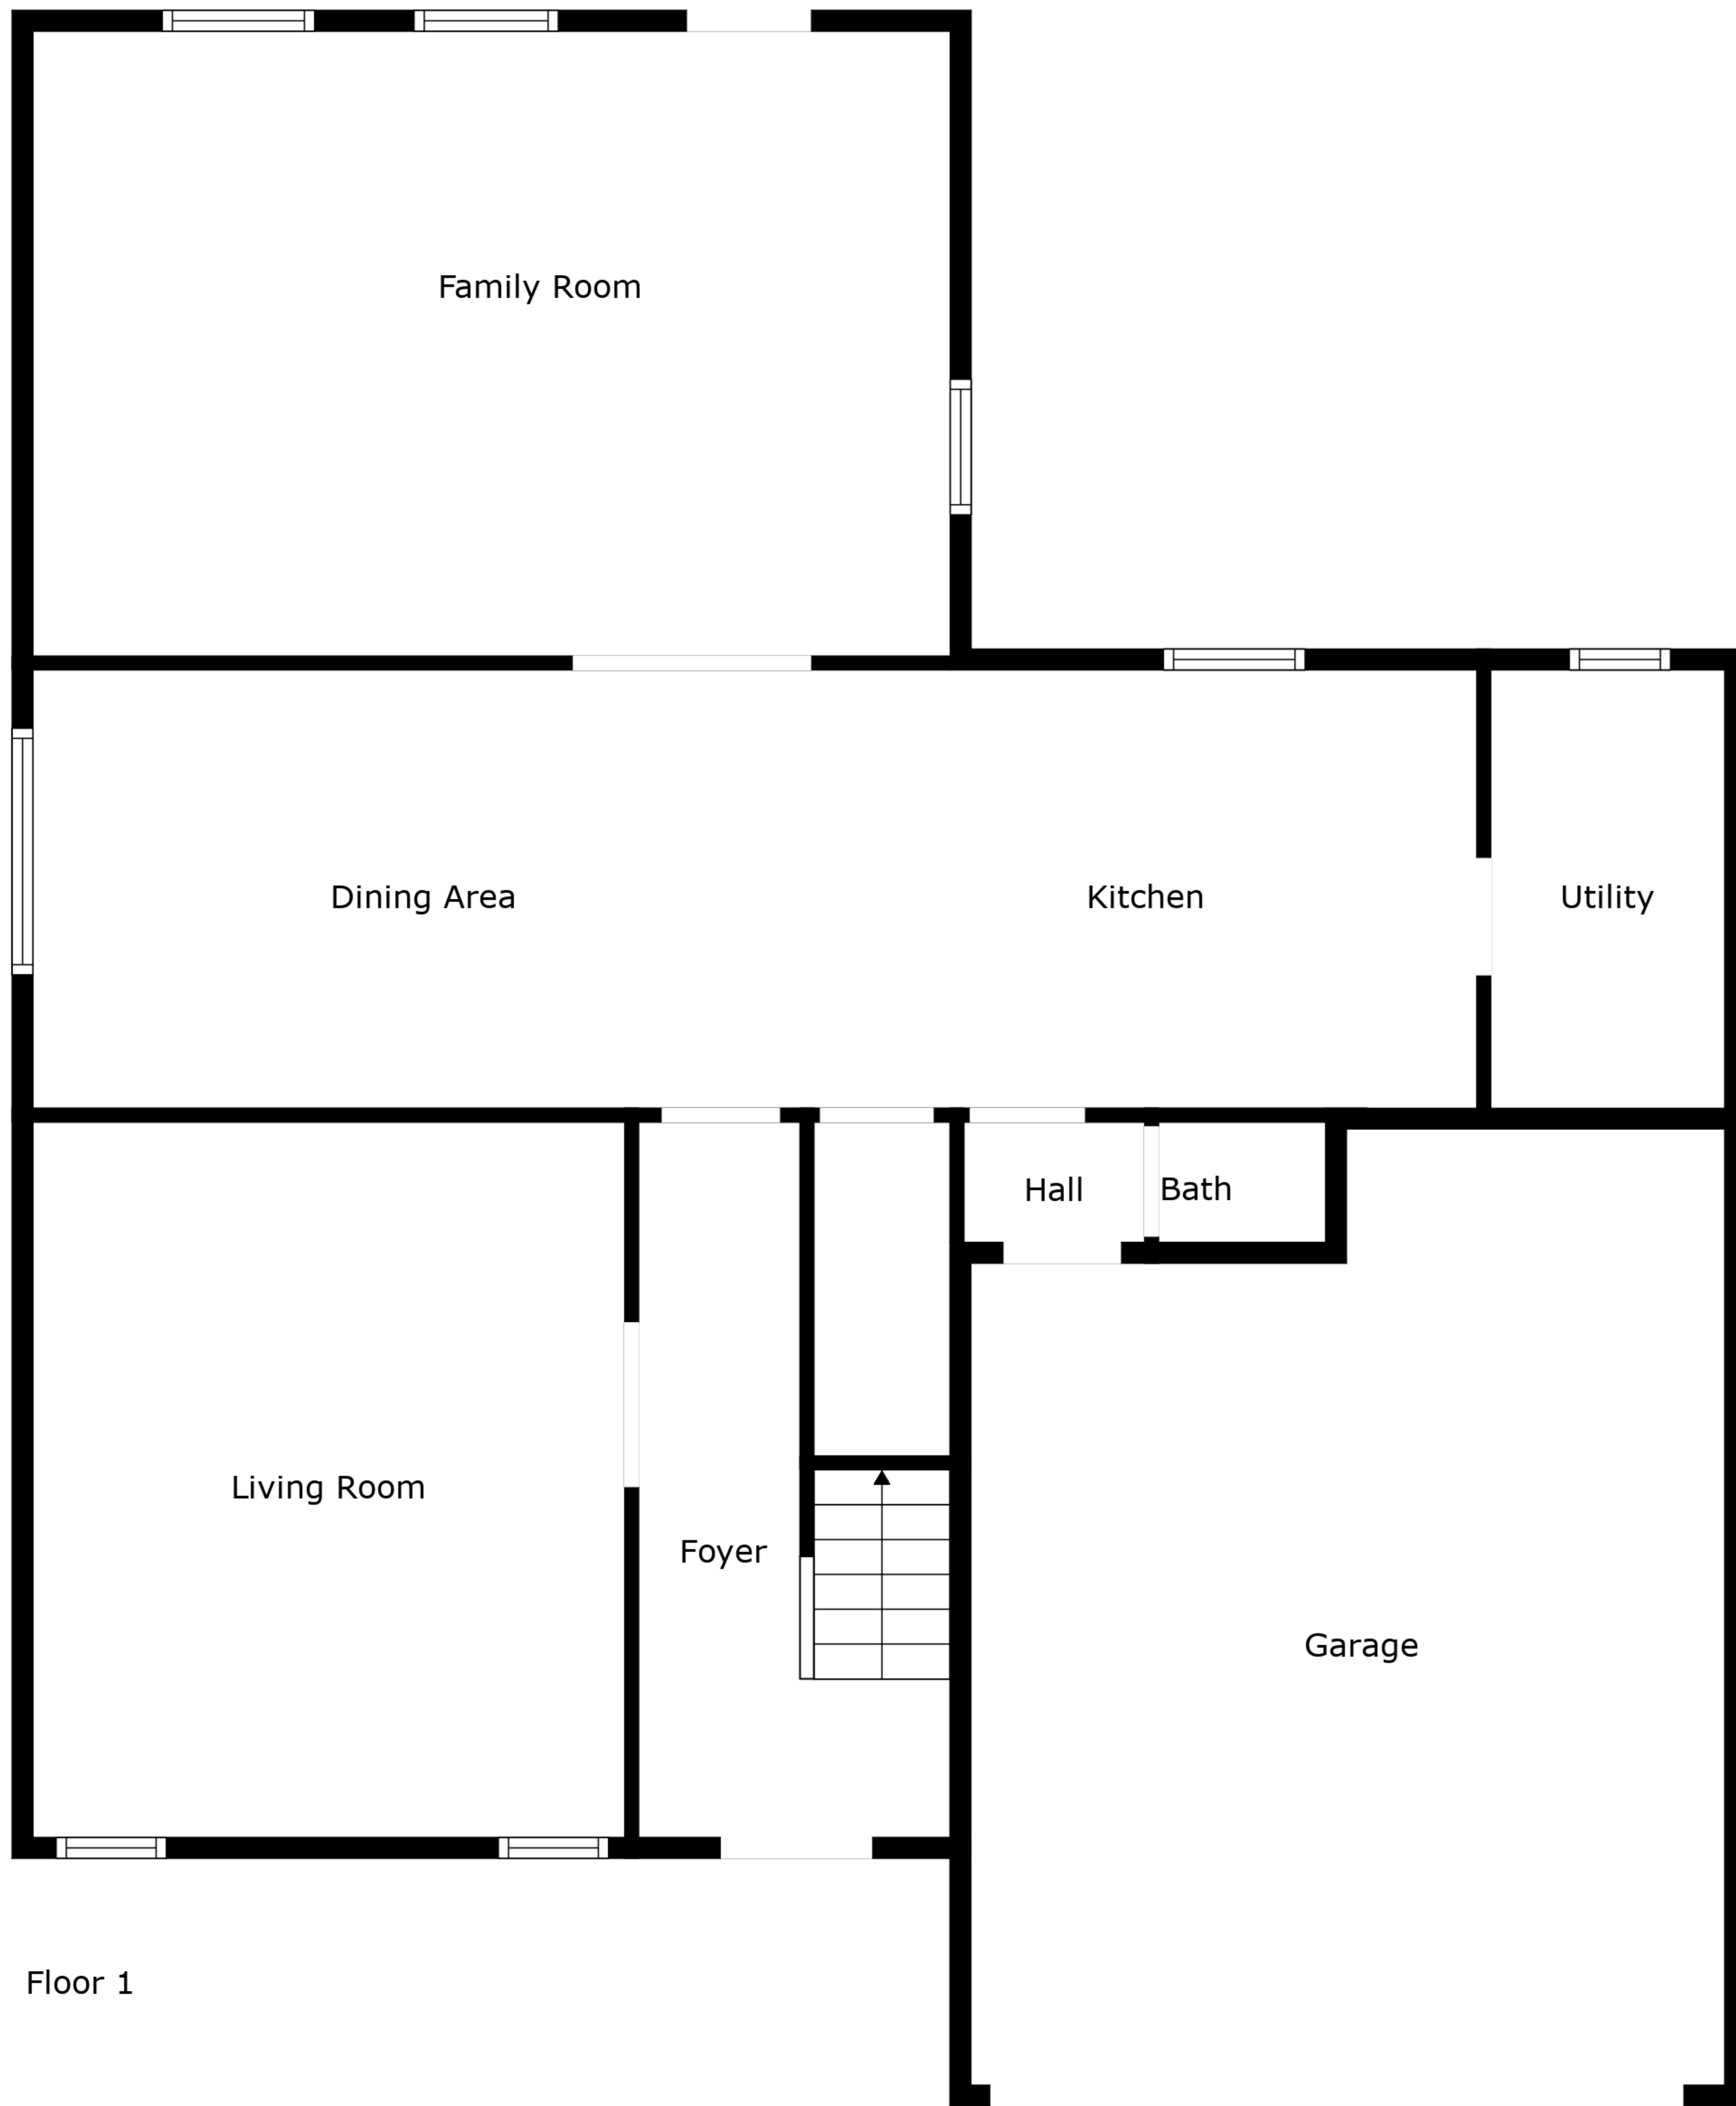 Family Room
Dining Area
Kitchen
Utility
Hall
Bath
Living Room
Foyer
Garage
Floor 1